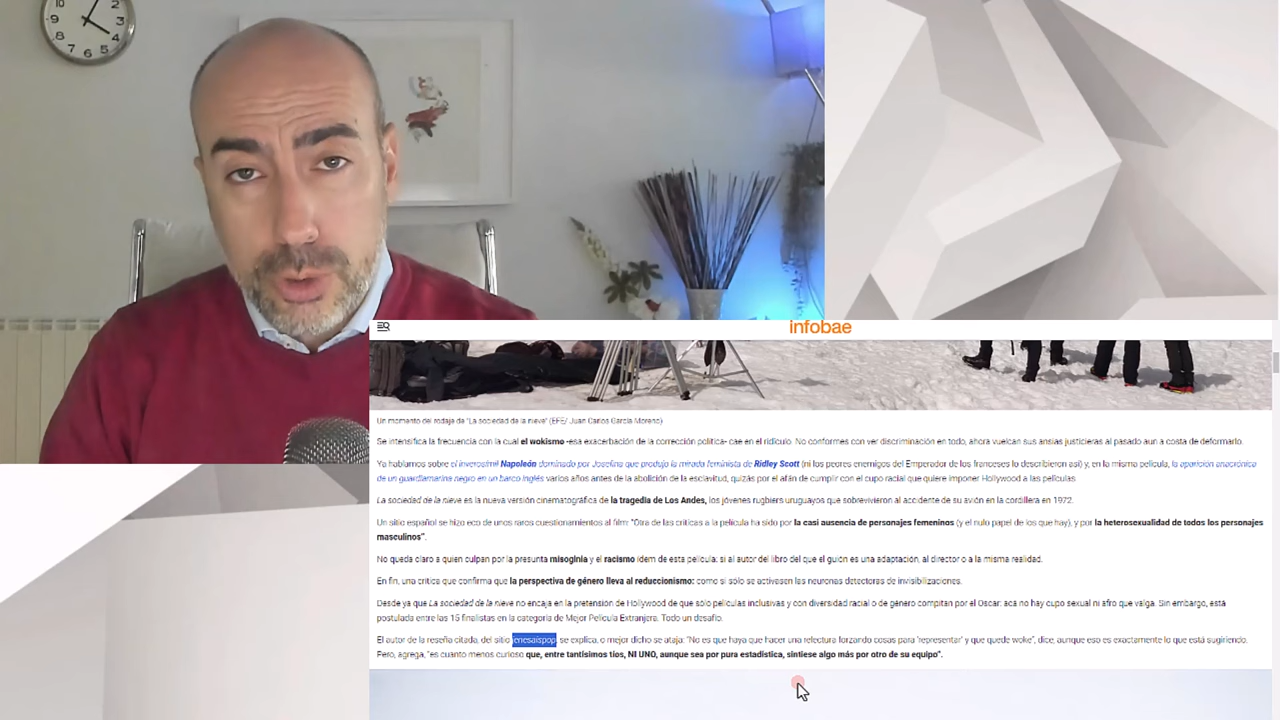 10
2
9
3
8
4
7
6
5
infobae
Un momento del rodaje de "La sociedad de la nieve" (EFE/ Juan Carlos García Moreno)
Se intensifica la frecuencia con la cual el wokismo -esa exacerbación de la corrección política- cae en el ridículo. No conformes con ver discriminación en todo, ahora vuelcan sus ansias justicieras al pasado aun a costa de deformarlo.
Ya hablamos sobre el inverosímil Napoleón dominado por Josefina que produjo la mirada feminista de Ridley Scott (ni los peores enemigos del Emperador de los franceses lo describieron así) y, en la misma película, la aparición anacrónica
de un guardiamarina negro en un barco inglés varios años antes de la abolición de la esclavitud, quizás por el afán de cumplir con el cupo racial que quiere imponer Hollywood a las películas.
La sociedad de la nieve es la nueva versión cinematográfica de la tragedia de Los Andes, los jóvenes rugbiers uruguayos que sobrevivieron al accidente de su avión en la cordillera en 1972.
Un sitio español se hizo eco de unos raros cuestionamientos al film: "Otra de las críticas a la película ha sido por la casi ausencia de personajes femeninos (y el nulo papel de los que hay), y por la heterosexualidad de todos los personajes
masculinos".
No queda claro a quien culpan por la presunta misoginia y el racismo ídem de esta película: si al autor del libro del que el guión es una adaptación, al director o a la misma realidad.
En fin, una crítica que confirma que la perspectiva de género lleva al reduccionismo: como si sólo se activasen las neuronas detectoras de invisibilizaciones.
Desde ya que La sociedad de la nieve no encaja en la pretensión de Hollywood de que sólo películas inclusivas y con diversidad racial o de género compitan por el Oscar: acá no hay cupo sexual ni afro que valga. Sin embargo, está
postulada entre las 15 finalistas en la categoría de Mejor Película Extranjera. Todo un desafío.
El autor de la reseña citada, del sitio jenesaispop, se explica, o mejor dicho se ataja: "No es que haya que hacer una relectura forzando cosas para 'representar' y que quede woke", dice, aunque eso es exactamente lo que está sugiriendo.
Pero, agrega, "es cuanto menos curioso que, entre tantísimos tíos, NI UNO, aunque sea por pura estadística, sintiese algo más por otro de su equipo".